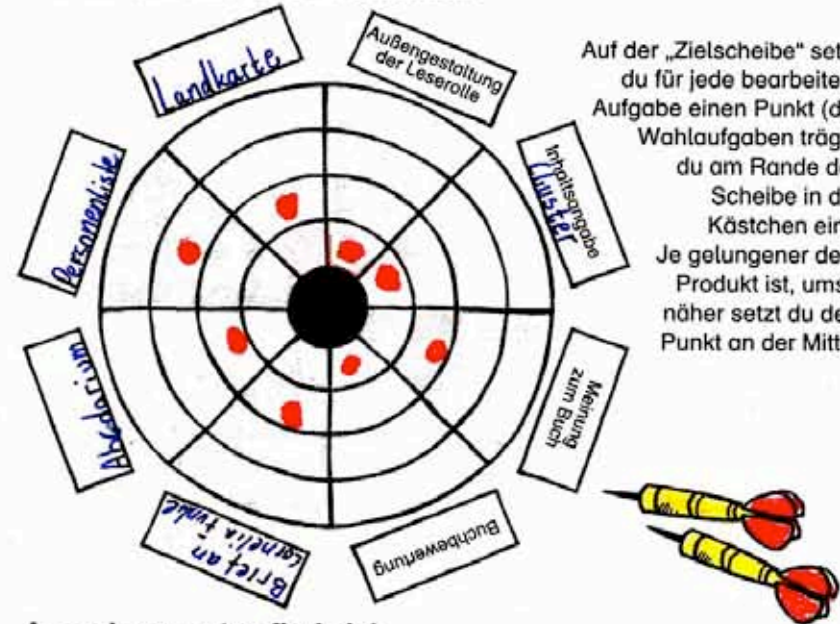 Landkarte
Außengestaltung
der Leserolle
Inhaltsangabe
Cluster
Meinung
zum Buch
Buchbewertung
Brief an
Cornelia Funke
Abcdarium
Personenliste
Auf der „Zielscheibe“ set
du für jede bearbeite
Aufgabe einen Punkt (d
Wahlaufgaben träg
du am Rande de
Scheibe in d
Kästchen ein
Je gelungener de
Produkt ist, ums
näher setzt du de
Punkt an der Mitt